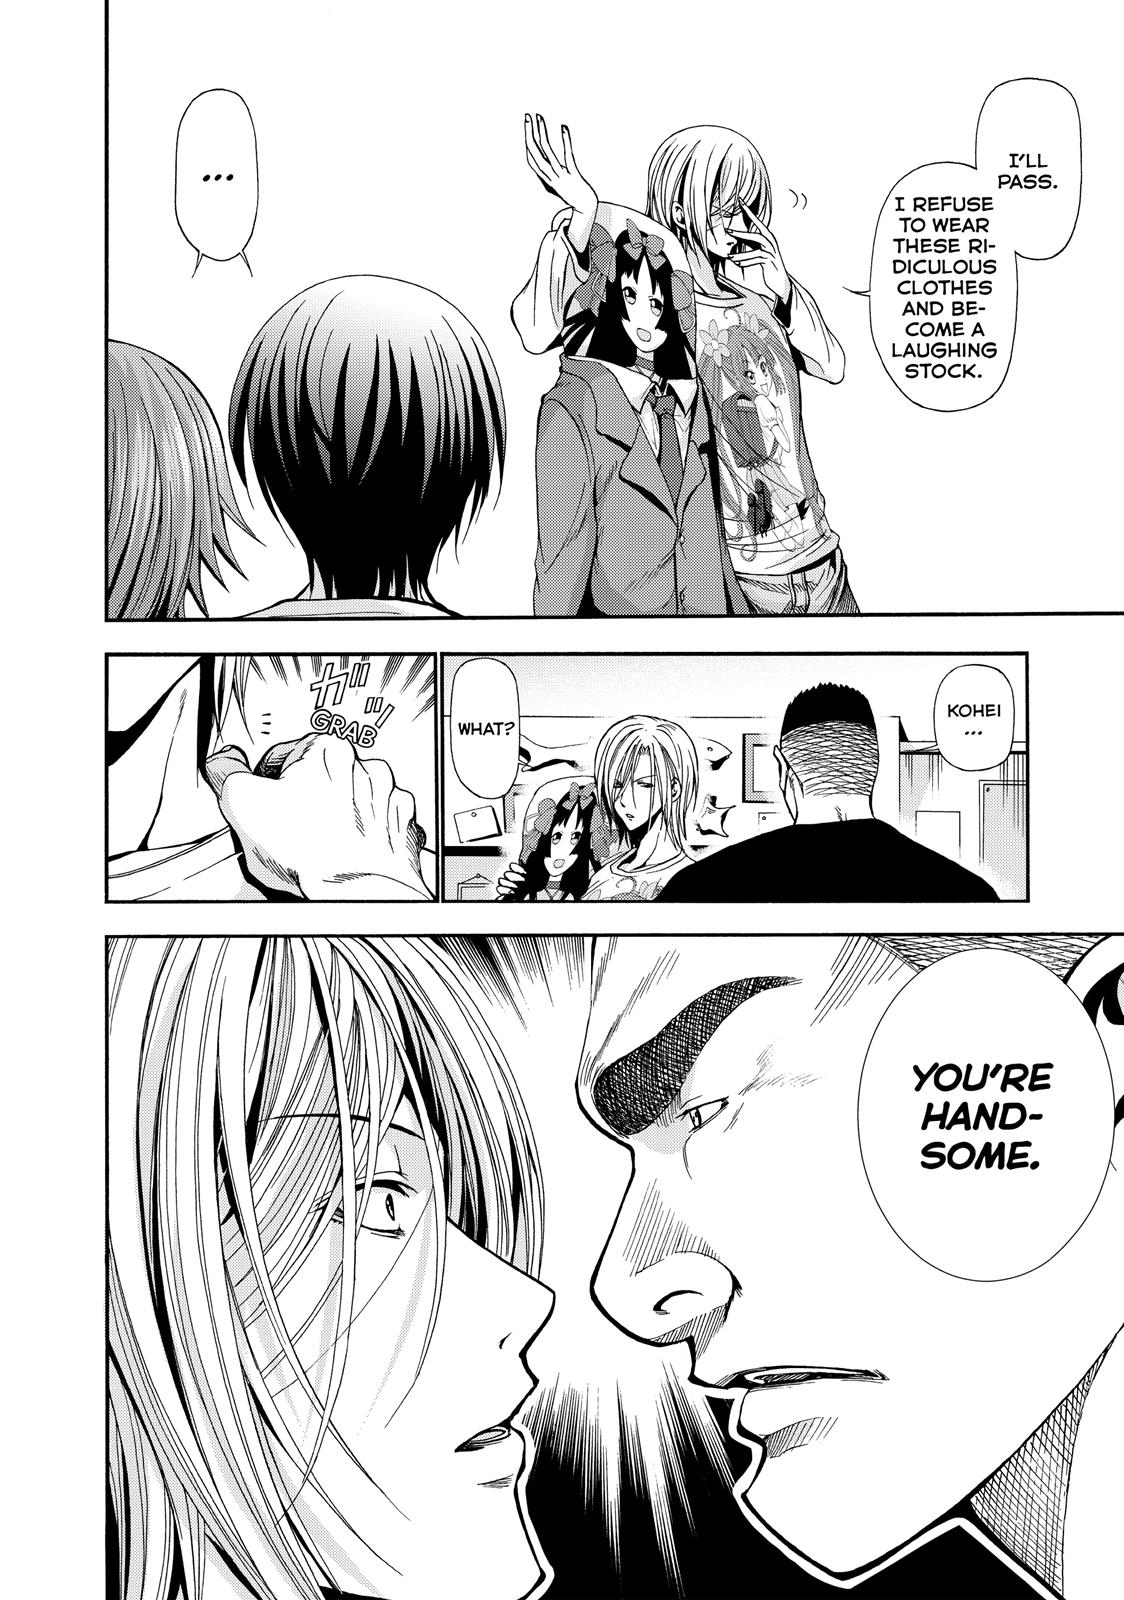 I'LL
PASS.
I REFUSE
TO WEAR
THESE RI-
DICULOUS
CLOTHES
AND BE-
COME A
LAUGHING
STOCK.
...
KOHEI
...
WHAT?
ガッ
GRAB
YOU'RE
HAND-
SOME.